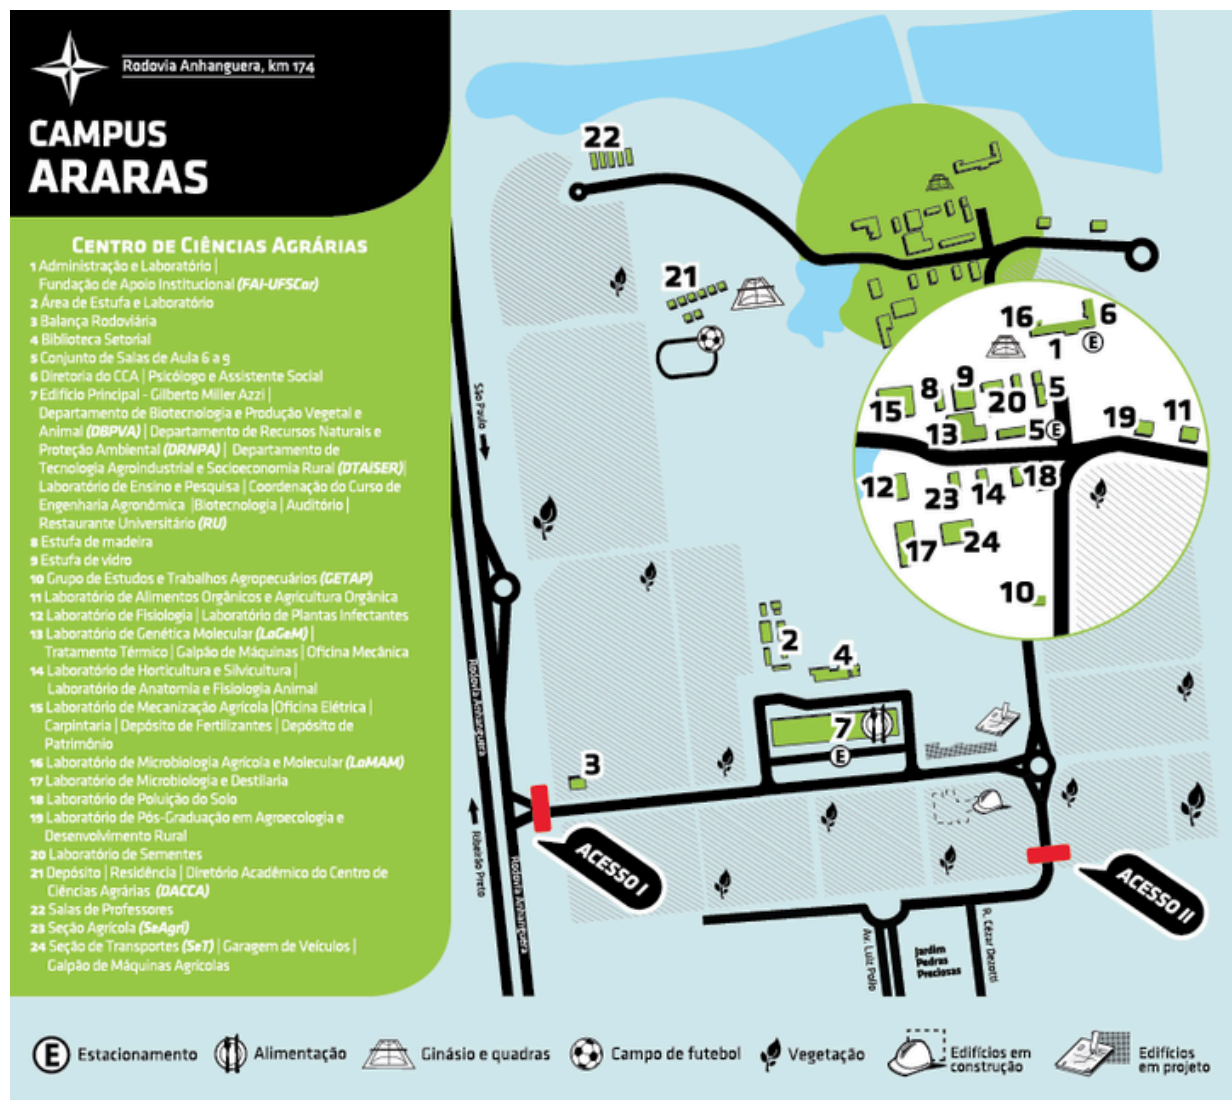 Rodovia Anhanguera, km 174
CAMPUS
ARARAS
CENTRO DE CIÊNCIAS AGRÁRIAS
1 Administração e Laboratório |
Fundação de Apoio Institucional (FAI-UFSCar)
2 Área de Estufa e Laboratório
3 Balança Rodoviária
4 Biblioteca Setorial
5 Conjunto de Salas de Aula 6 a 9
6 Diretoria do CCA | Psicólogo e Assistente Social
7 Edifício Principal - Gilberto Miller Azzi |
Departamento de Biotecnologia e Produção Vegetal e
Animal (DBPVA) | Departamento de Recursos Naturais e
Proteção Ambiental (DRNPA) | Departamento de
Tecnologia Agroindustrial e Socioeconomia Rural (DTAiSER)|
Laboratório de Ensino e Pesquisa | Coordenação do Curso de
Engenharia Agronômica |Biotecnologia | Auditório |
Restaurante Universitário (RU)
8 Estufa de madeira
9 Estufa de vidro
10 Grupo de Estudos e Trabalhos Agropecuários (GETAP)
11 Laboratório de Alimentos Orgânicos e Agricultura Orgânica
12 Laboratório de Fisiologia | Laboratório de Plantas Infectantes
13 Laboratório de Genética Molecular (LaGeM) |
Tratamento Térmico | Galpão de Máquinas | Oficina Mecânica
14 Laboratório de Horticultura e Silvicultura |
Laboratório de Anatomia e Fisiologia Animal
15 Laboratório de Mecanização Agrícola |Oficina Elétrica |
Carpintaria | Depósito de Fertilizantes | Depósito de
Patrimônio
16 Laboratório de Microbiologia Agrícola e Molecular (LaMAM)
17 Laboratório de Microbiologia e Destilaria
18 Laboratório de Poluição do Solo
19 Laboratório de Pós-Graduação em Agroecologia e
Desenvolvimento Rural
20 Laboratório de Sementes
21 Depósito | Residência | Diretório Acadêmico do Centro de
Ciências Agrárias (DACCA)
22 Salas de Professores
23 Seção Agrícola (SeAgri)
24 Seção de Transportes (SeT) | Garagem de Veículos |
Galpão de Máquinas Agrícolas
22
21
16
6
E
1
8
9
20
5
15
13
5
E
19
11
12
23
14
18
17
24
10
2
4
7
E
3
São Paulo
Rodovia Anhanguera
Ribeirão Preto
Rodovia Anhanguera
ACESSO I
ACESSO II
Av. Luiz Pollo
Jardim
Pedras
Preciosas
R. Cézar Dezotti
E Estacionamento
Alimentação
Ginásio e quadras
Campo de futebol
Vegetação
Edifícios em
construção
Edifícios
em projeto